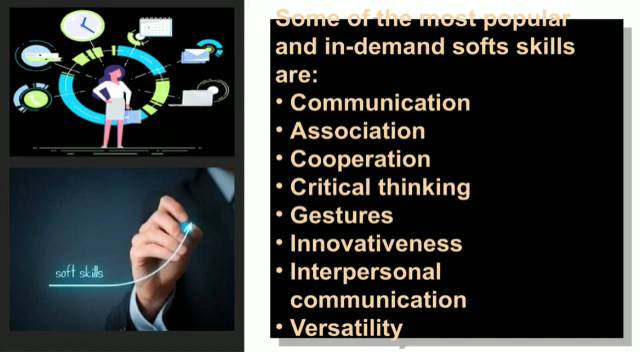 soft skills
Some of the most popular
and in-demand softs skills
are:
• Communication
• Association
• Cooperation
• Critical thinking
• Gestures
• Innovativeness
• Interpersonal
communication
• Versatility